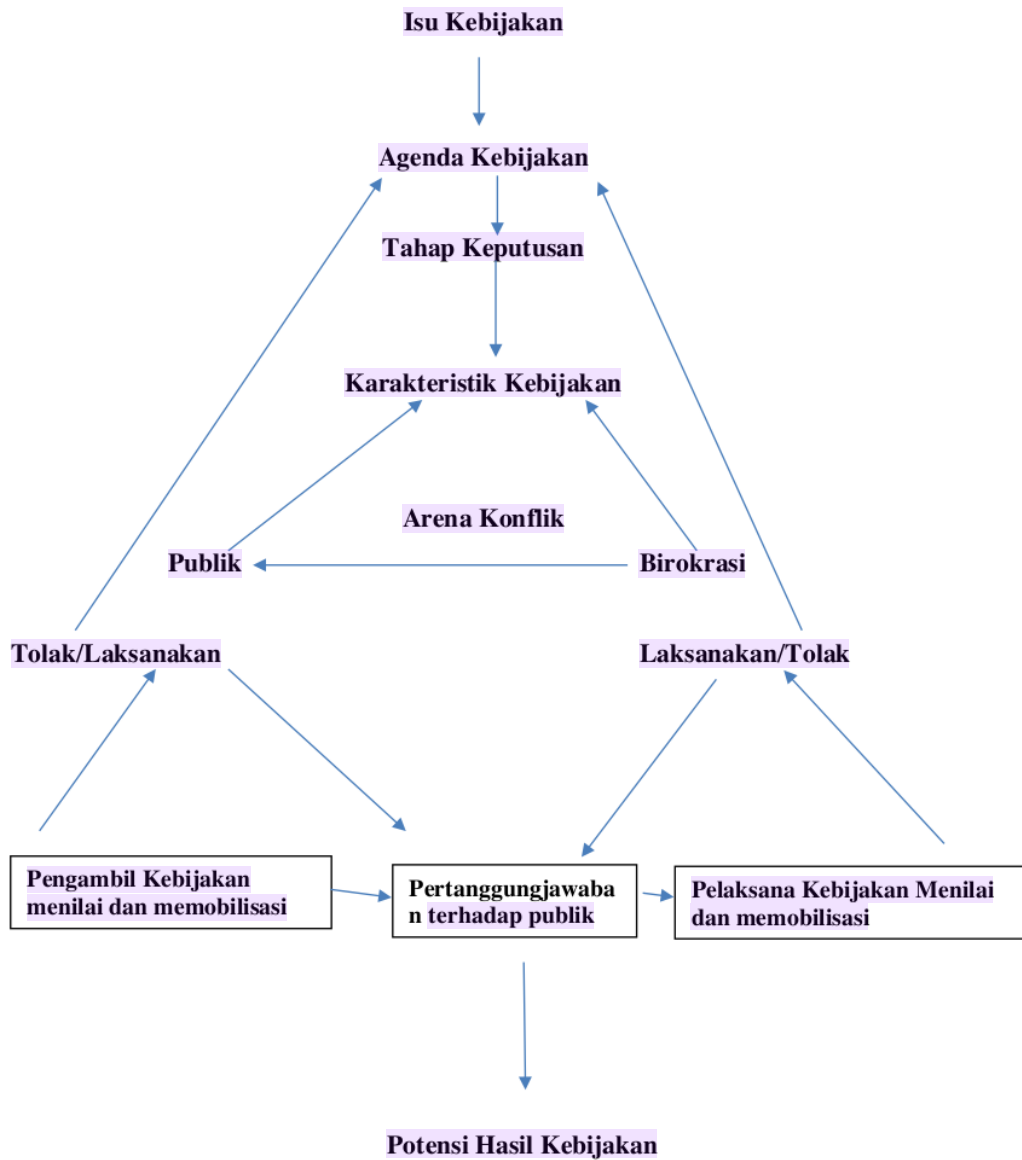 Isu Kebijakan
Agenda Kebijakan
Tahap Keputusan
Karakteristik Kebijakan
Arena Konflik
Publik
Birokrasi
Tolak/Laksanakan
Laksanakan/Tolak
Pengambil Kebijakan
menilai dan memobilisasi
Pertanggungjawaba
n terhadap publik
Pelaksana Kebijakan Menilai
dan memobilisasi
Potensi Hasil Kebijakan